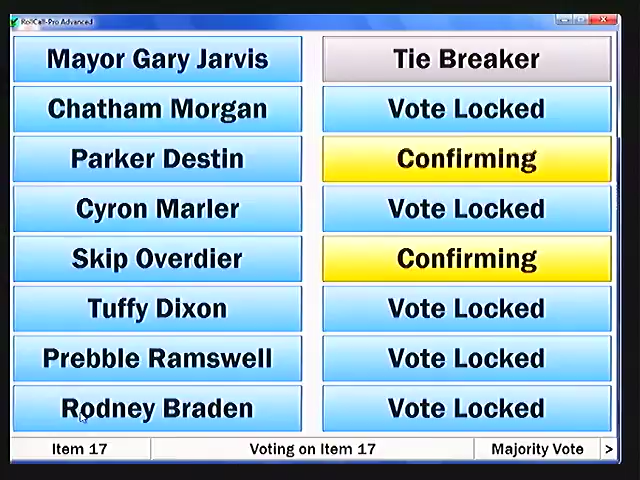 RollCall-Pro Advanced
Mayor Gary Jarvis Tie Breaker
Chatham Morgan Vote Locked
Parker Destin Confirming
Cyron Marler Vote Locked
Skip Overdier Confirming
Tuffy Dixon Vote Locked
Prebble Ramswell Vote Locked
Rodney Braden Vote Locked
Item 17 Voting on Item 17 Majority Vote >